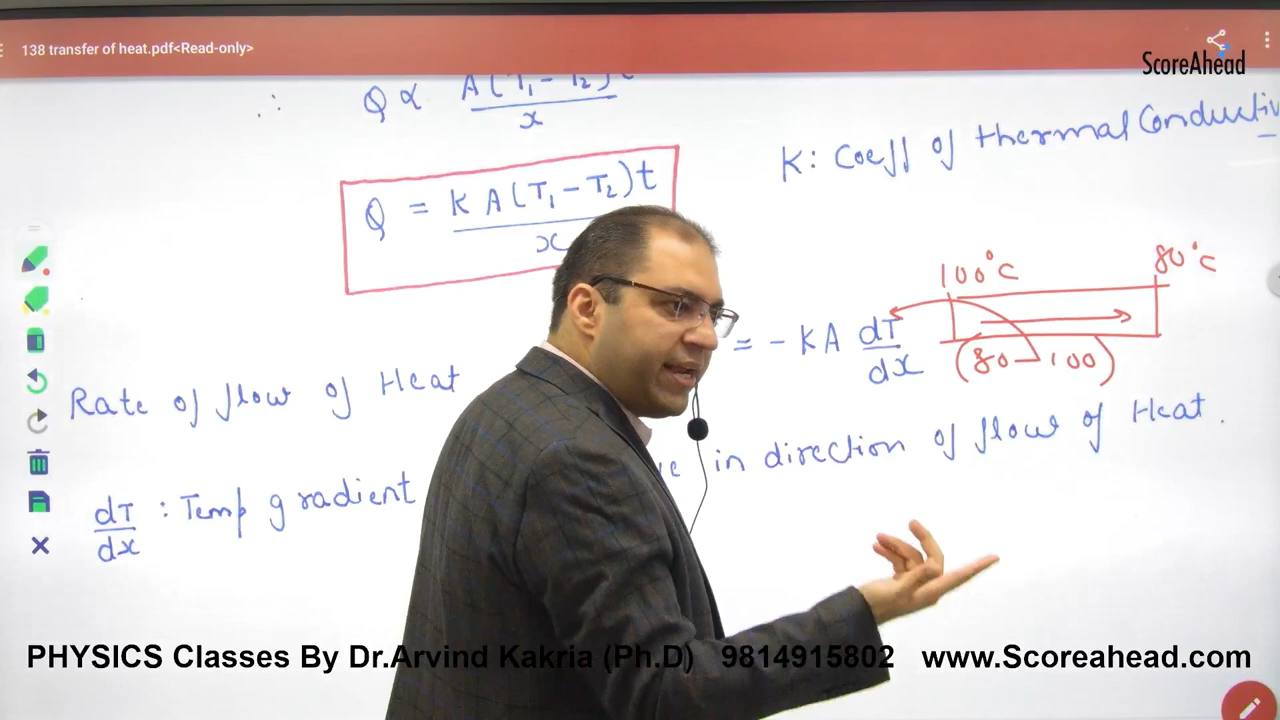 138 transfer of heat.pdf<Read-only>
ScoreAhead
∴ Q ∝ A(T₁ - T₂)
x
K: Coeff of thermal
Q = K A (T₁ - T₂) t
x
100°C 80°C
= - KA dT
dx
(80 - 100)
Rate of flow of Heat
dT : Temp gradient in direction of flow of Heat.
dx
PHYSICS Classes By Dr.Arvind Kakria (Ph.D) 9814915802 www.Scoreahead.com